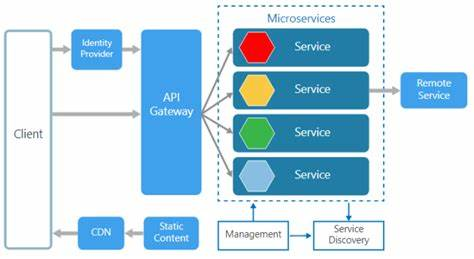 Microservices
Identity
Provider
Service
API
Gateway
Service
Remote
Service
Client
Service
Service
CDN
Static
Content
Management
Service
Discovery